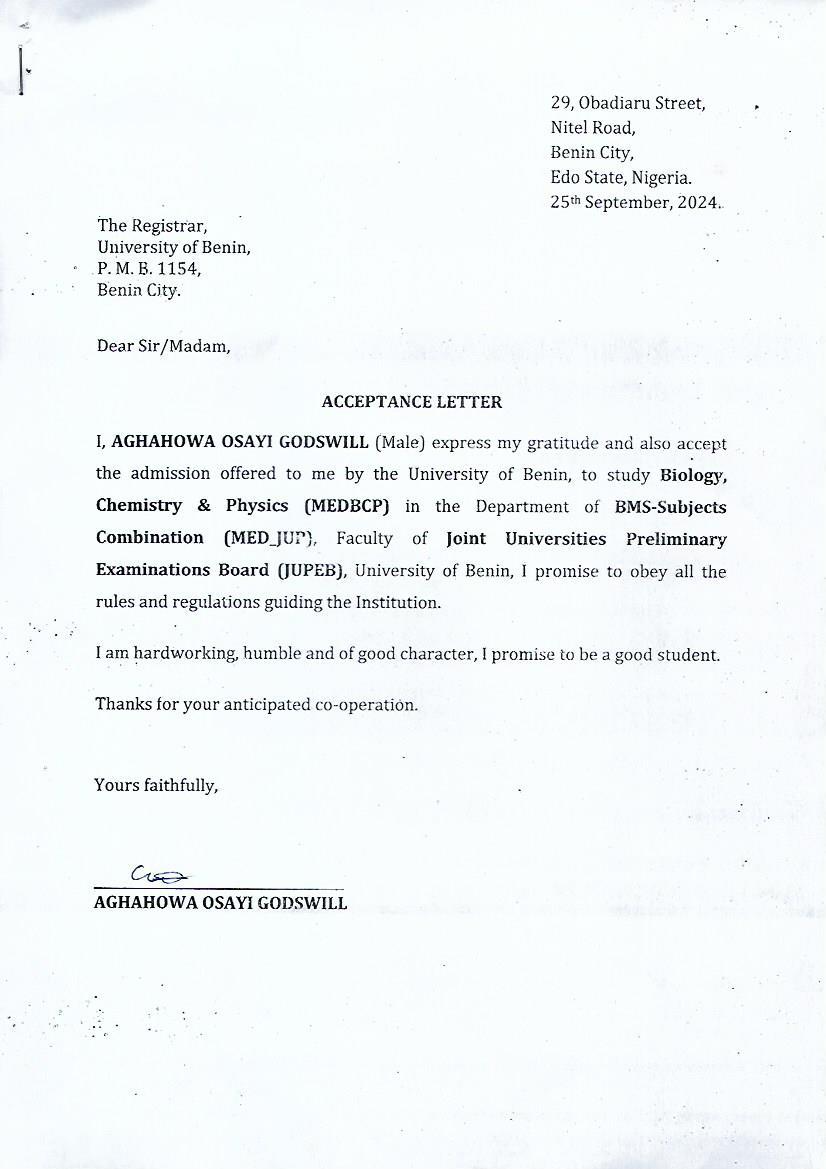 29, Obadiaru Street,
Nitel Road,
Benin City,
Edo State, Nigeria.
25th September, 2024.
The Registrar,
University of Benin,
P. M. B. 1154,
Benin City.
Dear Sir/Madam,
ACCEPTANCE LETTER
I, AGHAHOWA OSAYI GODSWILL (Male) express my gratitude and also accept
the admission offered to me by the University of Benin, to study Biology,
Chemistry & Physics (MEDBCP) in the Department of BMS-Subjects
Combination (MED_JUP), Faculty of Joint Universities Preliminary
Examinations Board (JUPEB), University of Benin, I promise to obey all the
rules and regulations guiding the Institution.
I am hardworking, humble and of good character, I promise to be a good student.
Thanks for your anticipated co-operation.
Yours faithfully,
AGHAHOWA OSAYI GODSWILL